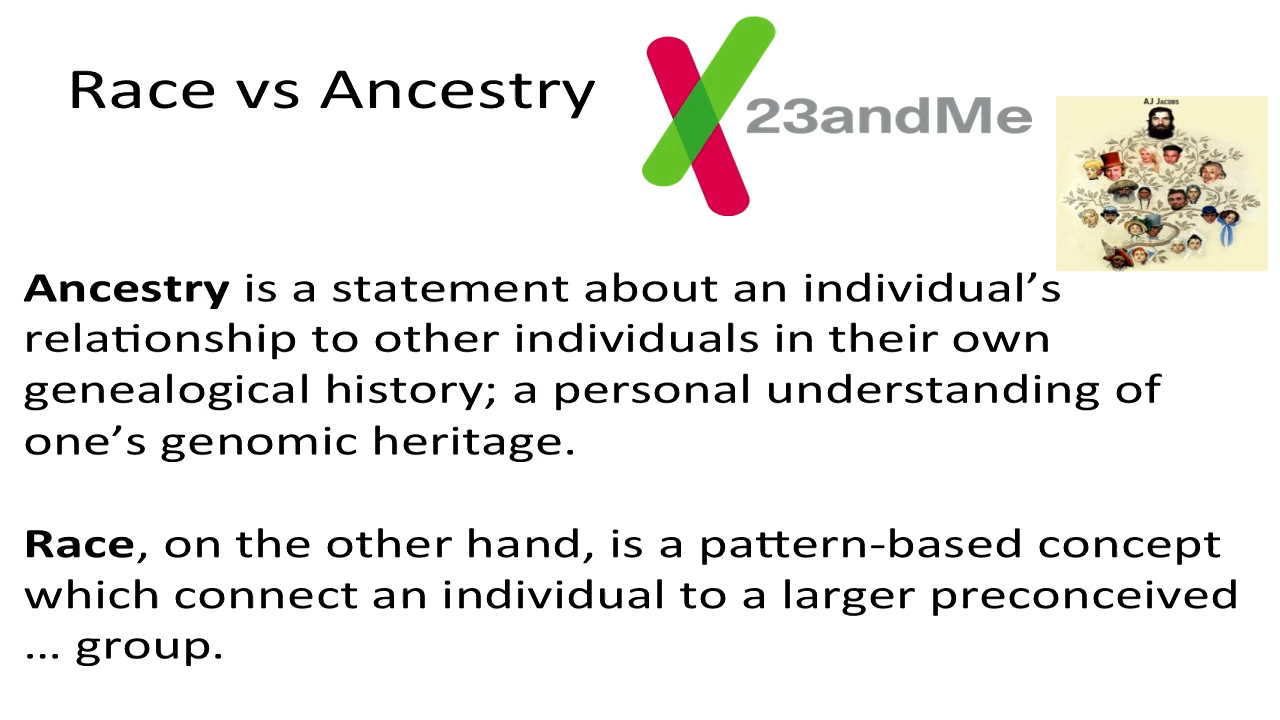 Race vs Ancestry
23andMe
AJ JACOBS
Ancestry is a statement about an individual’s
relationship to other individuals in their own
genealogical history; a personal understanding of
one’s genomic heritage.
Race, on the other hand, is a pattern-based concept
which connect an individual to a larger preconceived
... group.